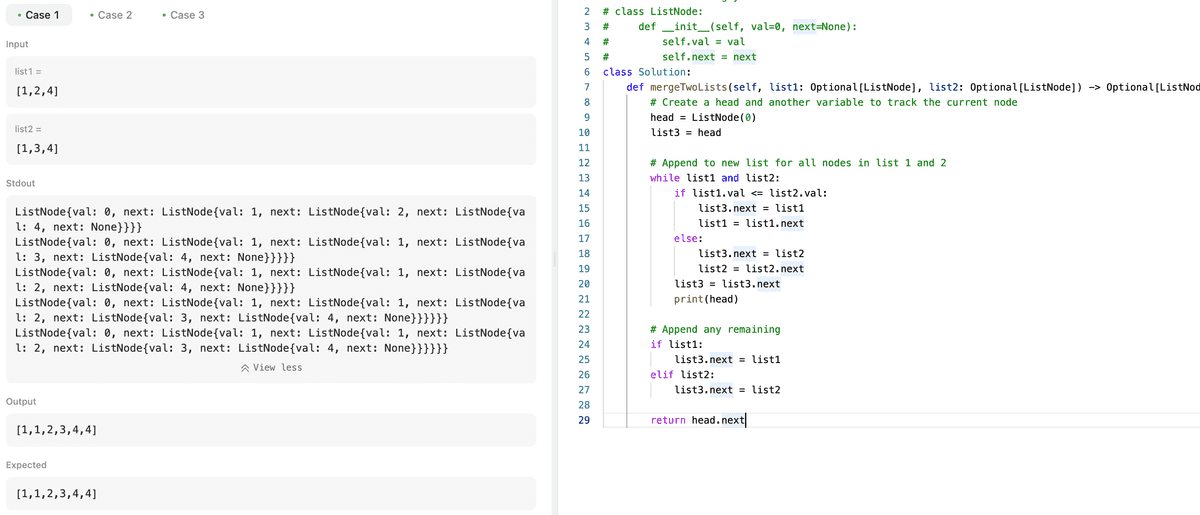 Case 1
Case 2
Case 3
Input
list1 =
[1,2,4]
list2 =
[1,3,4]
Stdout
ListNode{val: 0, next: ListNode{val: 1, next: ListNode{val: 2, next: ListNode{va
l: 4, next: None}}}}
ListNode{val: 0, next: ListNode{val: 1, next: ListNode{val: 1, next: ListNode{va
l: 3, next: ListNode{val: 4, next: None}}}}}
ListNode{val: 0, next: ListNode{val: 1, next: ListNode{val: 1, next: ListNode{va
l: 2, next: ListNode{val: 4, next: None}}}}}
ListNode{val: 0, next: ListNode{val: 1, next: ListNode{val: 1, next: ListNode{va
l: 2, next: ListNode{val: 3, next: ListNode{val: 4, next: None}}}}}}
ListNode{val: 0, next: ListNode{val: 1, next: ListNode{val: 1, next: ListNode{va
l: 2, next: ListNode{val: 3, next: ListNode{val: 4, next: None}}}}}}
View less
Output
[1,1,2,3,4,4]
Expected
[1,1,2,3,4,4]
2 # class ListNode:
3 #     def __init__(self, val=0, next=None):
4 #         self.val = val
5 #         self.next = next
6 class Solution:
7     def mergeTwoLists(self, list1: Optional[ListNode], list2: Optional[ListNode]) -> Optional[ListNod
8         # Create a head and another variable to track the current node
9         head = ListNode(0)
10         list3 = head
11
12         # Append to new list for all nodes in list 1 and 2
13         while list1 and list2:
14             if list1.val <= list2.val:
15                 list3.next = list1
16                 list1 = list1.next
17             else:
18                 list3.next = list2
19                 list2 = list2.next
20             list3 = list3.next
21             print(head)
22
23         # Append any remaining
24         if list1:
25             list3.next = list1
26         elif list2:
27             list3.next = list2
28
29         return head.next